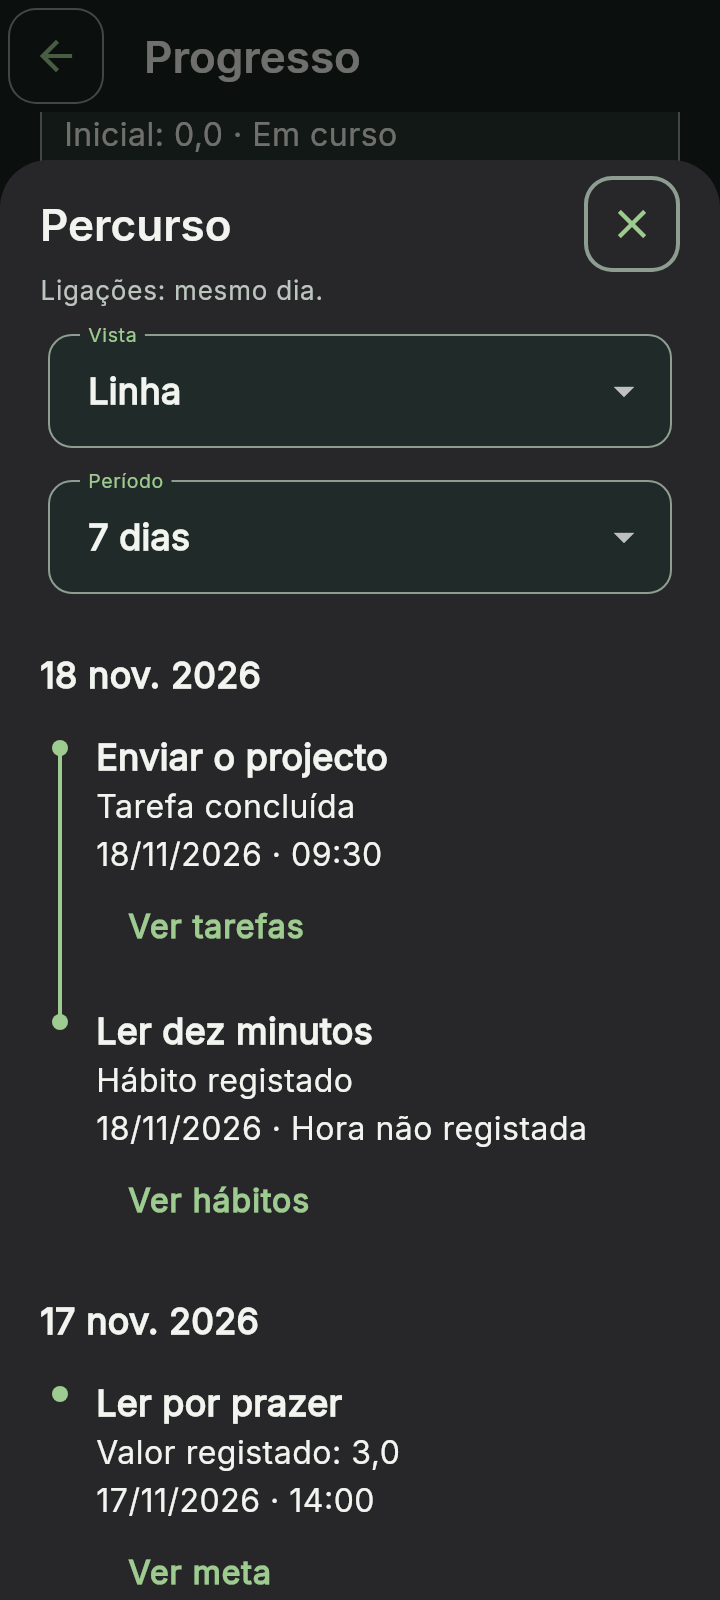 Progresso
Inicial: 0,0 · Em curso
Percurso
Ligações: mesmo dia.
Vista
Linha
Período
7 dias
18 nov. 2026
Enviar o projecto
Tarefa concluída
18/11/2026 · 09:30
Ver tarefas
Ler dez minutos
Hábito registado
18/11/2026 · Hora não registada
Ver hábitos
17 nov. 2026
Ler por prazer
Valor registado: 3,0
17/11/2026 · 14:00
Ver meta